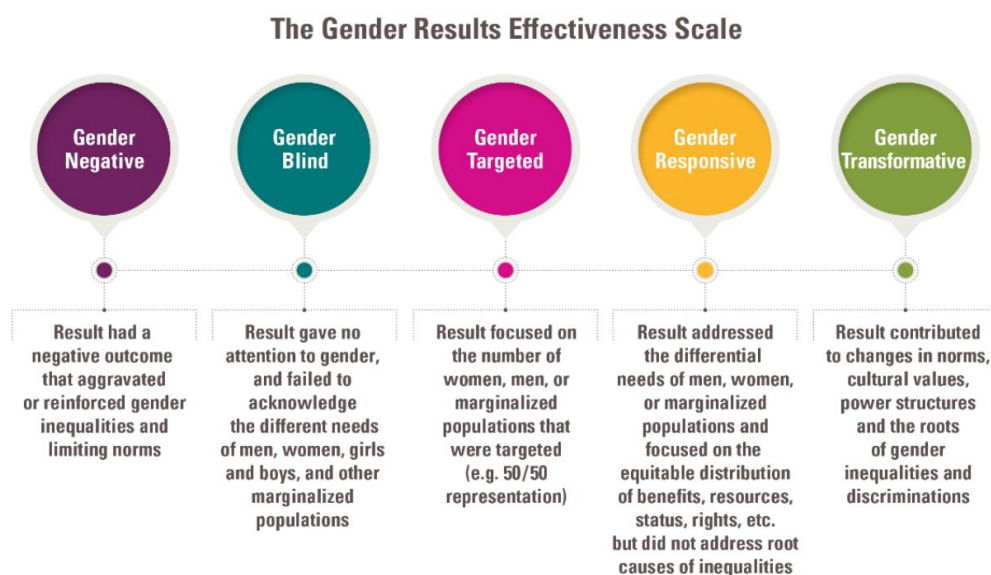 The Gender Results Effectiveness Scale
Gender
Negative
Gender
Blind
Gender
Targeted
Gender
Responsive
Gender
Transformative
Result had a
negative outcome
that aggravated
or reinforced gender
inequalities and
limiting norms
Result gave no
attention to gender,
and failed to
acknowledge
the different needs
of men, women, girls
and boys, and other
marginalized
populations
Result focused on
the number of
women, men, or
marginalized
populations that
were targeted
(e.g. 50/50
representation)
Result addressed
the differential
needs of men, women,
or marginalized
populations and
focused on the
equitable distribution
of benefits, resources,
status, rights, etc.
but did not address root
causes of inequalities
Result contributed
to changes in norms,
cultural values,
power structures
and the roots
of gender
inequalities and
discriminations